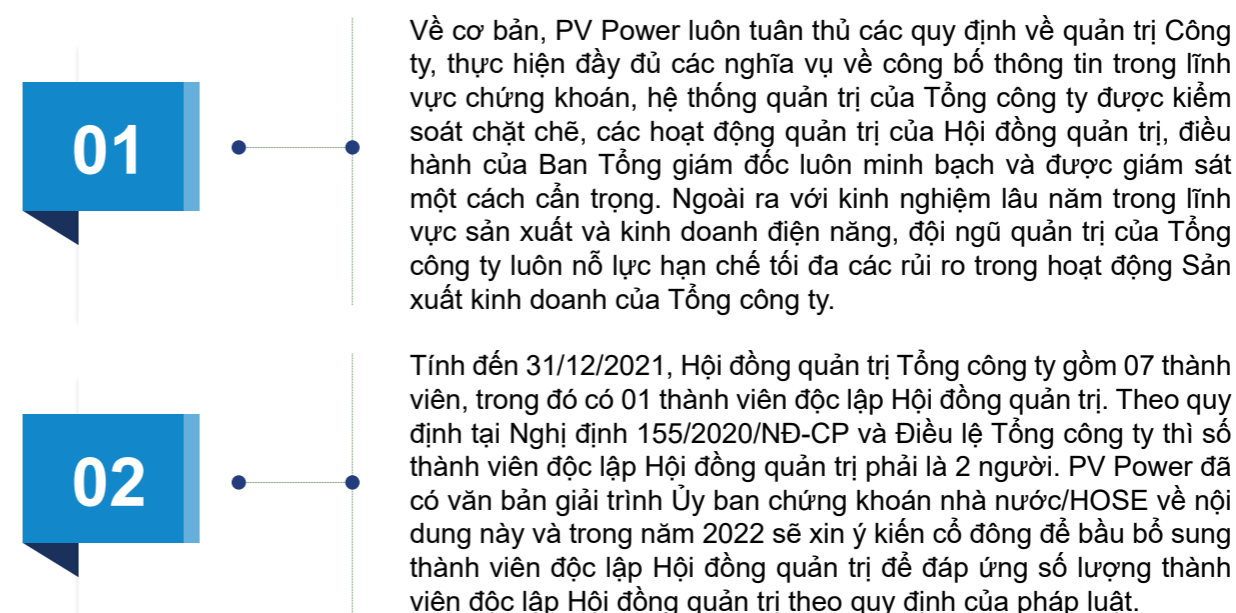 01
Về cơ bản, PV Power luôn tuân thủ các quy định về quản trị Công
ty, thực hiện đầy đủ các nghĩa vụ về công bố thông tin trong lĩnh
vực chứng khoán, hệ thống quản trị của Tổng công ty được kiểm
soát chặt chẽ, các hoạt động quản trị của Hội đồng quản trị, điều
hành của Ban Tổng giám đốc luôn minh bạch và được giám sát
một cách cẩn trọng. Ngoài ra với kinh nghiệm lâu năm trong lĩnh
vực sản xuất và kinh doanh điện năng, đội ngũ quản trị của Tổng
công ty luôn nỗ lực hạn chế tối đa các rủi ro trong hoạt động Sản
xuất kinh doanh của Tổng công ty.
02
Tính đến 31/12/2021, Hội đồng quản trị Tổng công ty gồm 07 thành
viên, trong đó có 01 thành viên độc lập Hội đồng quản trị. Theo quy
định tại Nghị định 155/2020/NĐ-CP và Điều lệ Tổng công ty thì số
thành viên độc lập Hội đồng quản trị phải là 2 người. PV Power đã
có văn bản giải trình Ủy ban chứng khoán nhà nước/HOSE về nội
dung này và trong năm 2022 sẽ xin ý kiến cổ đông để bầu bổ sung
thành viên độc lập Hội đồng quản trị để đáp ứng số lượng thành
viên độc lập Hội đồng quản trị theo quy định của pháp luật.